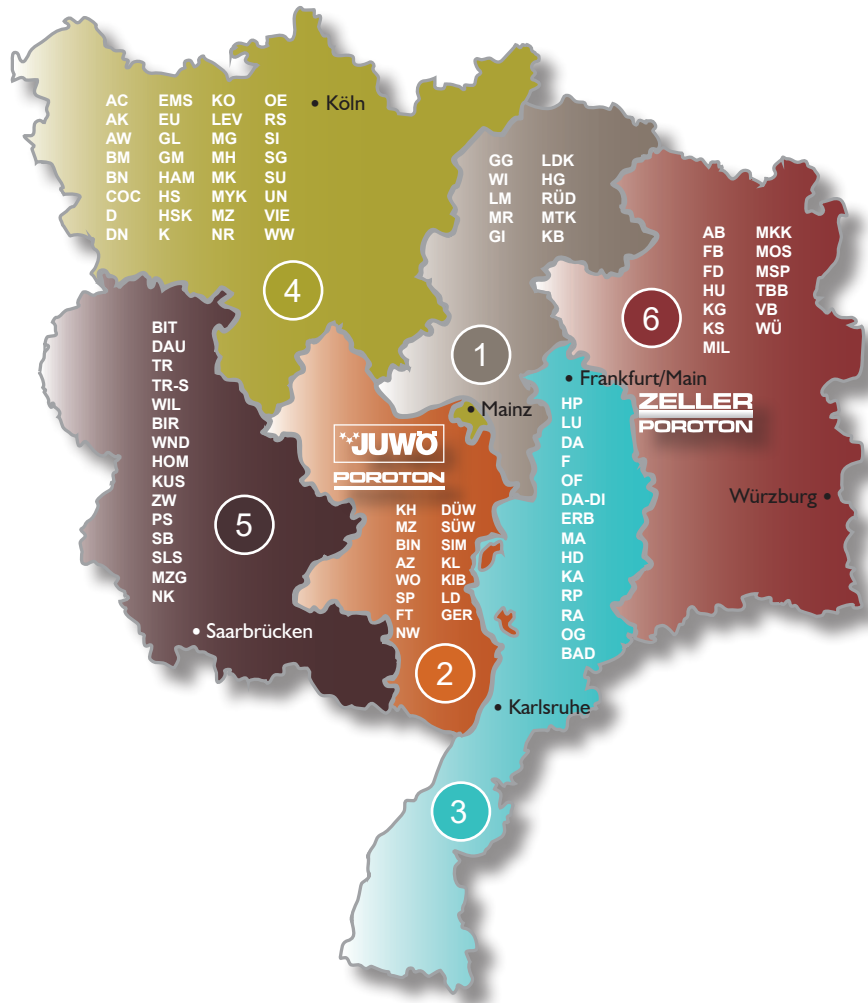 AC EMS KO OE
AK EU LEV RS
AW GL MG SI
BM GM MH SG
BN HAM MK SU
COC HS MYK UN
D HSK MZ VIE
DN K NR WW
• Köln
4
GG LDK
WI HG
LM RÜD
MR MTK
GI KB
1
AB MKK
FB MOS
FD MSP
HU TBB
KG VB
KS WÜ
MIL
6
BIT
DAU
TR
TR-S
WIL
BIR
WND
HOM
KUS
ZW
PS
SB
SLS
MZG
NK
5
• Saarbrücken
• Mainz
JUWÖ
POROTON
KH DÜW
MZ SÜW
BIN SIM
AZ KL
WO KIB
SP LD
FT GER
NW
2
• Frankfurt/Main
HP
LU
DA
F
OF
DA-DI
ERB
MA
HD
KA
RP
RA
OG
BAD
ZELLER
POROTON
Würzburg •
• Karlsruhe
3